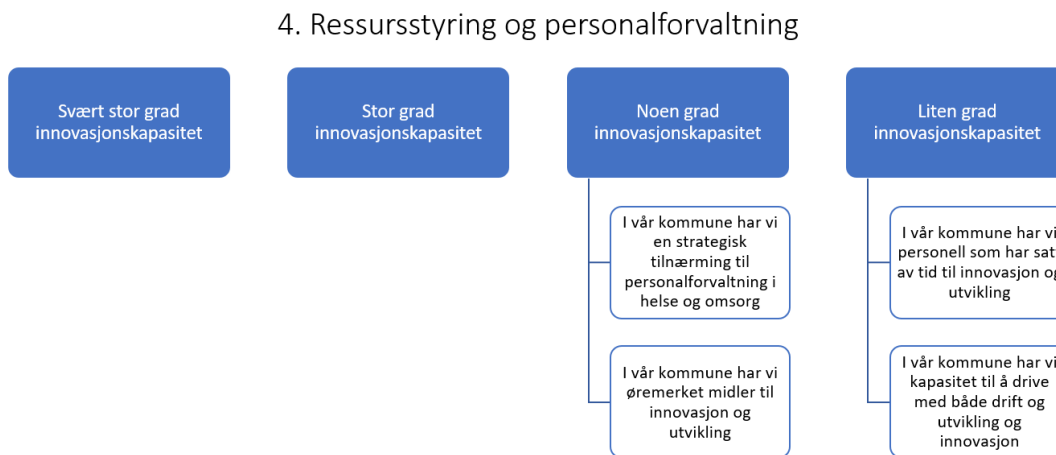 4. Ressursstyring og personalforvaltning
Svært stor grad
innovasjonskapasitet
Stor grad
innovasjonskapasitet
Noen grad
innovasjonskapasitet
Liten grad
innovasjonskapasitet
I vår kommune har vi
en strategisk
tilnærming til
personalforvaltning i
helse og omsorg
I vår kommune har vi
øremerket midler til
innovasjon og
utvikling
I vår kommune har vi
personell som har satt
av tid til innovasjon og
utvikling
I vår kommune har vi
kapasitet til å drive
med både drift og
utvikling og
innovasjon